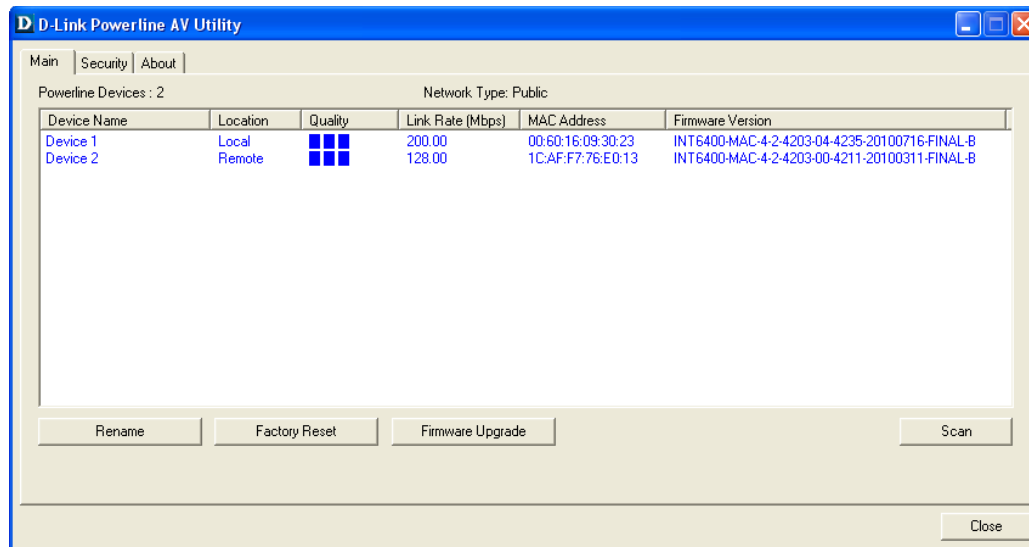 D D-Link Powerline AV Utility
Main Security About
Powerline Devices : 2 Network Type: Public
Device Name Location Quality Link Rate (Mbps) MAC Address Firmware Version
Device 1 Local 200.00 00:60:16:09:30:23 INT6400-MAC-4-2-4203-04-4235-20100716-FINAL-B
Device 2 Remote 128.00 1C:AF:F7:76:E0:13 INT6400-MAC-4-2-4203-00-4211-20100311-FINAL-B
Rename Factory Reset Firmware Upgrade Scan
Close